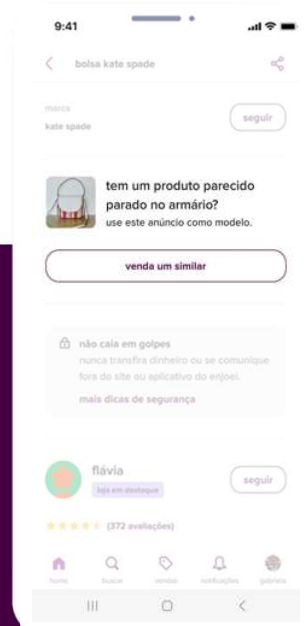 9:41
bolsa kate spade
marca
seguir
kate spade
tem um produto parecido
parado no armário?
use este anúncio como modelo.
venda um similar
não caia em golpes
nunca transfira dinheiro ou se comunique
fora do site ou aplicativo do enjoei.
mais dicas de segurança
flávia
loja em destaque
seguir
(372 avaliações)
home buscar vendas notificações gabriela